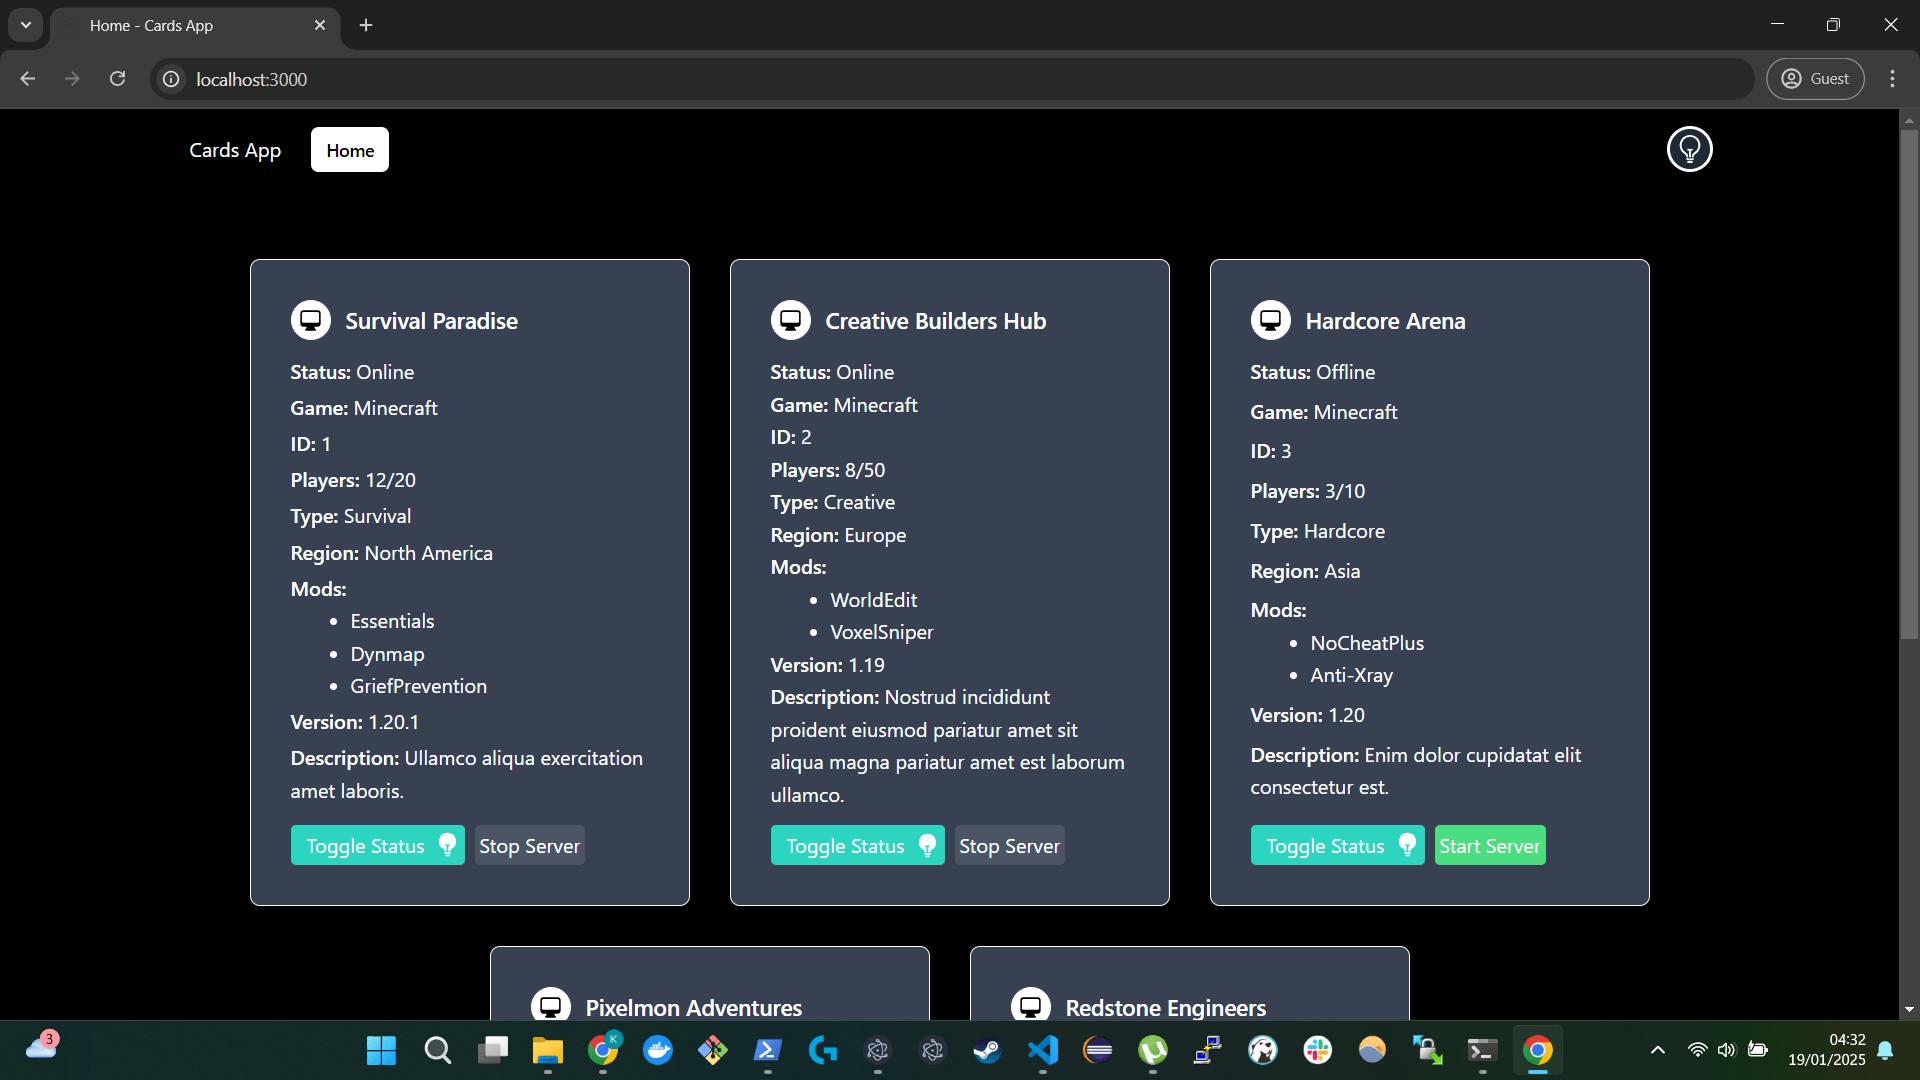 Home - Cards App
localhost:3000
Guest
Cards App
Home
Survival Paradise
Status: Online
Game: Minecraft
ID: 1
Players: 12/20
Type: Survival
Region: North America
Mods:
Essentials
Dynmap
GriefPrevention
Version: 1.20.1
Description: Ullamco aliqua exercitation
amet laboris.
Toggle Status
Stop Server
Creative Builders Hub
Status: Online
Game: Minecraft
ID: 2
Players: 8/50
Type: Creative
Region: Europe
Mods:
WorldEdit
VoxelSniper
Version: 1.19
Description: Nostrud incididunt
proident eiusmod pariatur amet sit
aliqua magna pariatur amet est laborum
ullamco.
Toggle Status
Stop Server
Hardcore Arena
Status: Offline
Game: Minecraft
ID: 3
Players: 3/10
Type: Hardcore
Region: Asia
Mods:
NoCheatPlus
Anti-Xray
Version: 1.20
Description: Enim dolor cupidatat elit
consectetur est.
Toggle Status
Start Server
Pixelmon Adventures
Redstone Engineers
3
K
04:32
19/01/2025